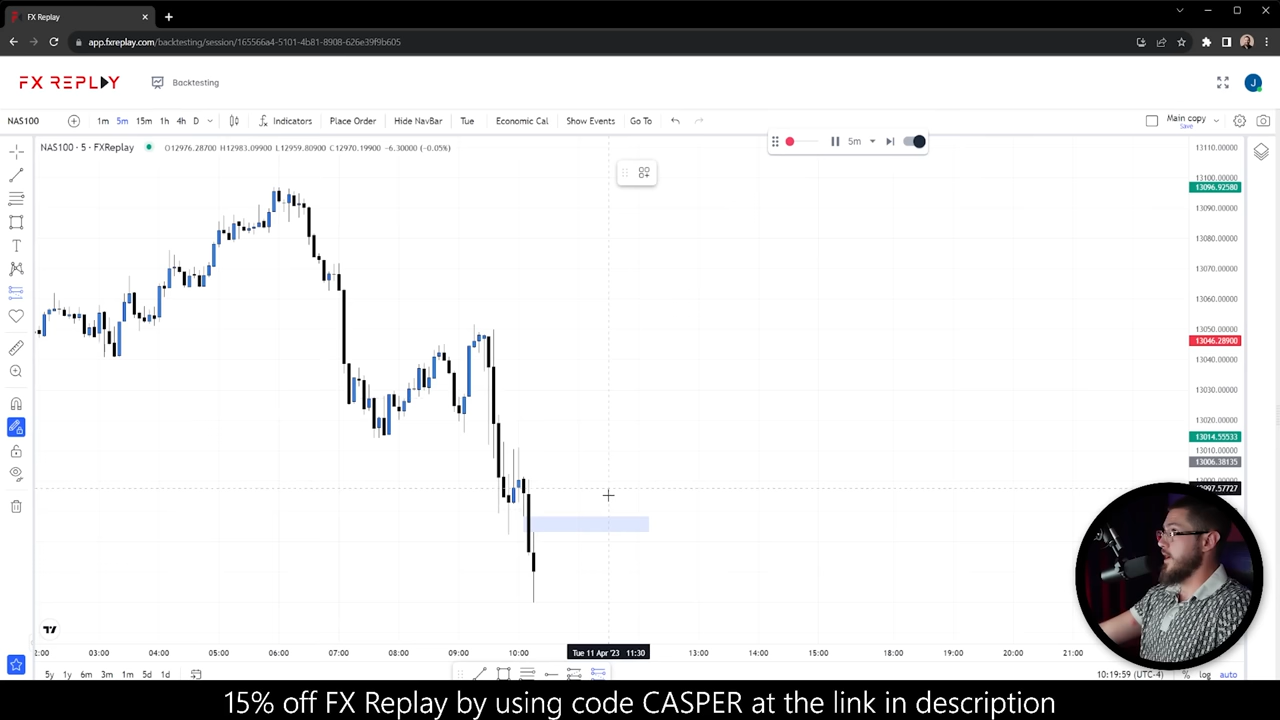 FX Replay
app.fxreplay.com/backtesting/session/165566a4-5101-4b81-8908-626e39f9b605
FX REPLAY Backtesting
NAS100 1m 5m 15m 1h 4h D Indicators Place Order Hide NavBar Tue Economic Cal Show Events Go To Main copy
Save
5m
NAS100 · 5 · FXReplay O12976.28700 H12983.09900 L12959.80900 C12970.19900 -6.30000 (-0.05%)
13110.00000
13100.00000
13096.92580
13090.00000
13080.00000
13070.00000
13060.00000
13050.00000
13046.28900
13040.00000
13030.00000
13020.00000
13014.55533
13010.00000
13006.38135
03:00 04:00 05:00 06:00 07:00 08:00 09:00 10:00 Tue 11 Apr '23 11:30 13:00 14:00 15:00 16:00 17:00 18:00 19:00 20:00 21:00
5y 1y 6m 3m 1m 5d 1d 10:19:59 (UTC-4) % log auto
15% off FX Replay by using code CASPER at the link in description